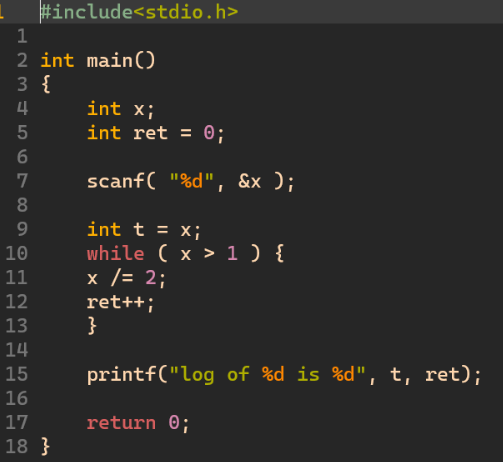 1 #include<stdio.h>
1
2 int main()
3 {
4     int x;
5     int ret = 0;
6
7     scanf( "%d", &x );
8
9     int t = x;
10     while ( x > 1 ) {
11     x /= 2;
12     ret++;
13     }
14
15     printf("log of %d is %d", t, ret);
16
17     return 0;
18 }